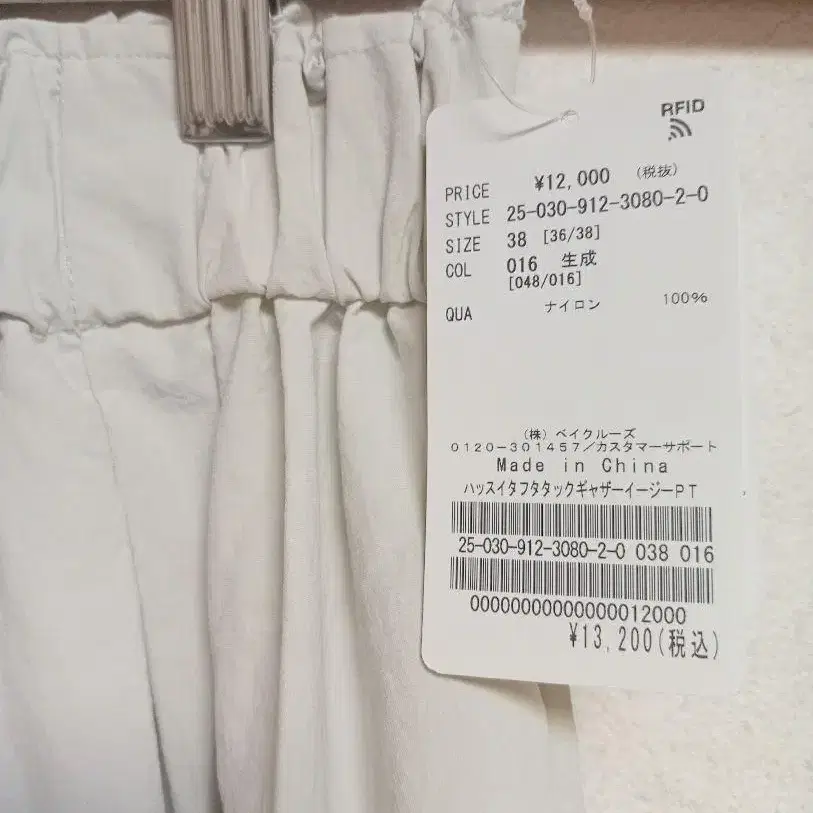 RFID
PRICE ¥12,000 (税抜)
STYLE 25-030-912-3080-2-0
SIZE 38 [36/38]
COL 016 生成
[048/016]
QUA ナイロン 100%
(株)ベイクルーズ
0120-301457/カスタマーサポート
Made in China
ハッスイタフタタックギャザーイージーPT
25-030-912-3080-2-0 038 016
00000000000000012000
¥13,200(税込)